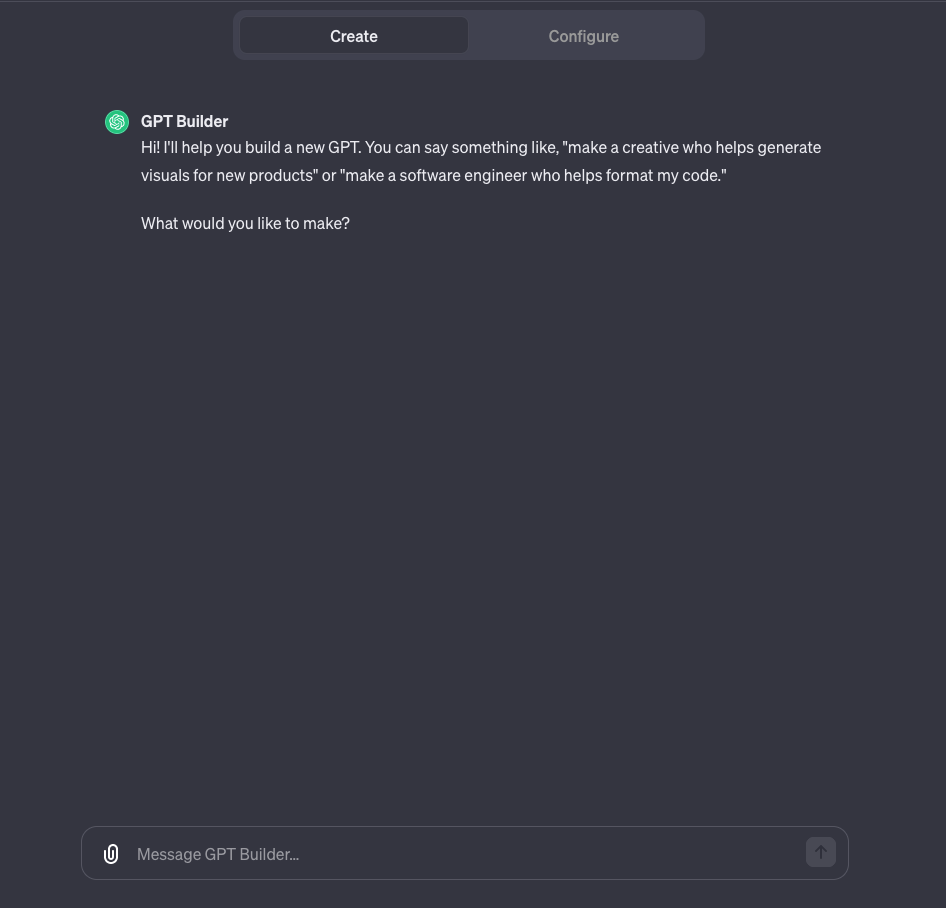 Create
Configure
GPT Builder
Hi! I'll help you build a new GPT. You can say something like, "make a creative who helps generate
visuals for new products" or "make a software engineer who helps format my code."
What would you like to make?
Message GPT Builder...